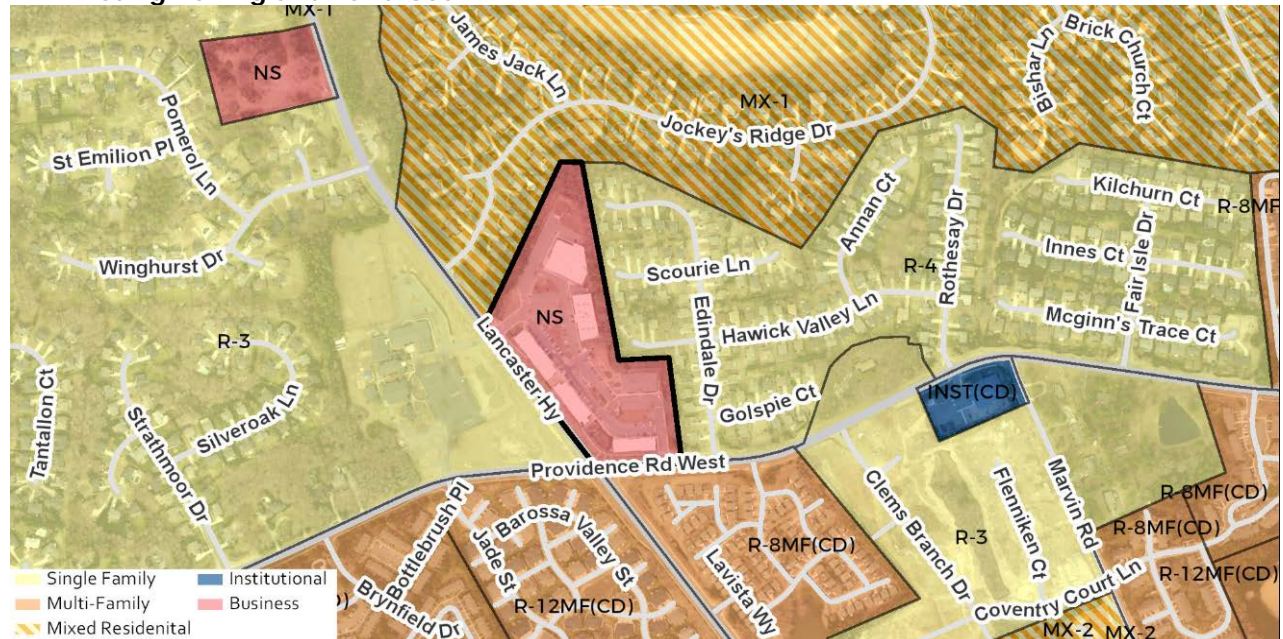 MX-1
NS
James Jack Ln
Brick Church Ct
Bishar Ln
MX-1
Jockey's Ridge Dr
Pomerol Ln
St Emilion Pl
Winghurst Dr
Annan Ct
Rothesay Dr
Kilchurn Ct
R-8MF
Innes Ct
Fair Isle Dr
Scourie Ln
R-4
NS
Edindale Dr
Hawick Valley Ln
Mcginn's Trace Ct
Lancaster Hy
R-3
Tantallon Ct
Strathmoor Dr
Silveroak Ln
Golspie Ct
INST(CD)
Providence Rd West
Bottlebrush Pl
Jade St
Barossa Valley St
Clems Branch Dr
Flenniken Ct
Marvin Rd
R-8MF(CD)
R-8MF(CD)
R-8MF(CD)
R-3
Lavista Wy
R-12MF(CD)
R-12MF(CD)
Brynfield Dr
Coventry Court Ln
MX-2
MX-2
Single Family
Institutional
Multi-Family
Business
Mixed Residenital